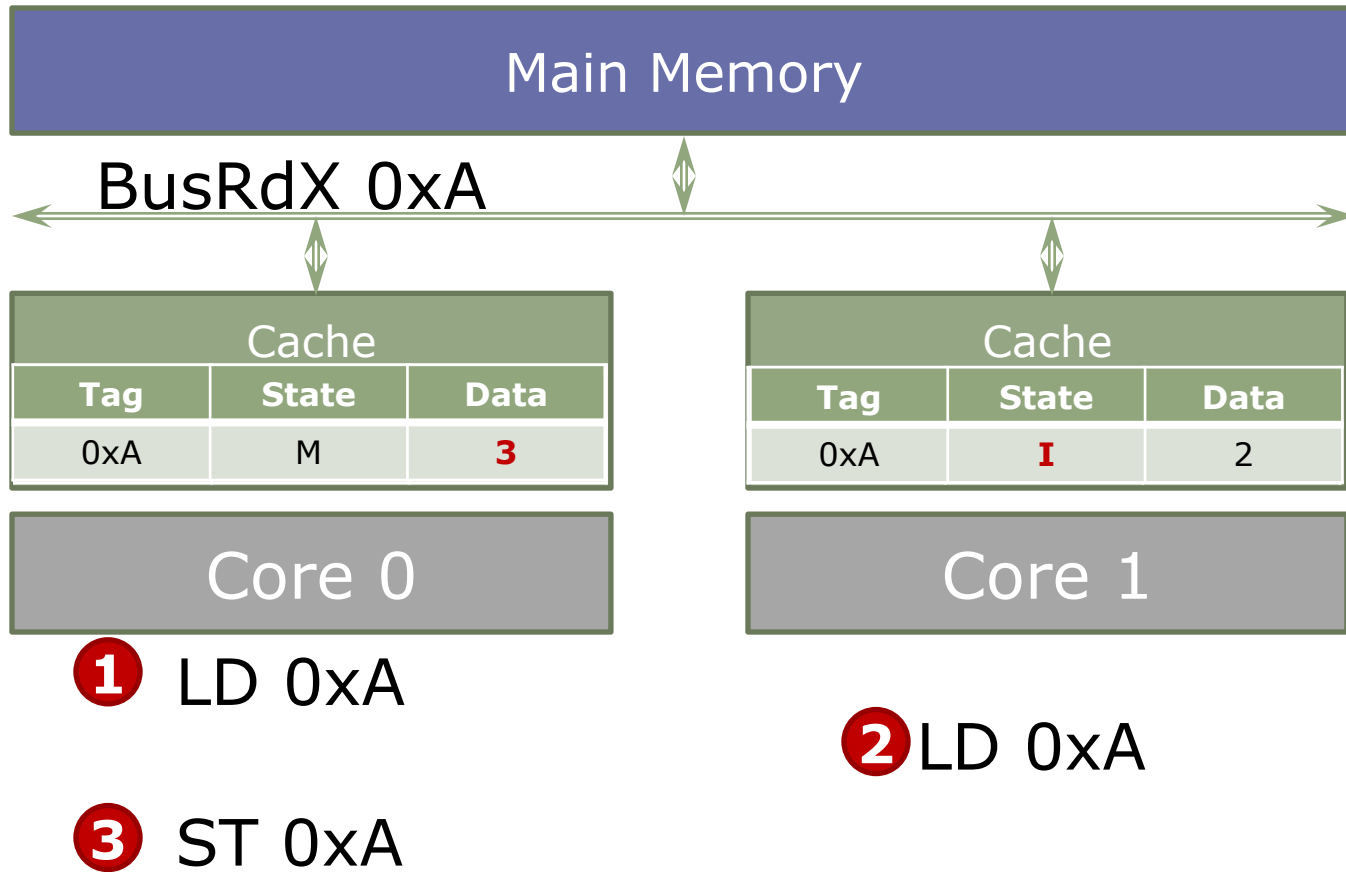 Main Memory
BusRdX 0xA
Cache
Tag State Data
0xA M 3
Cache
Tag State Data
0xA I 2
Core 0
Core 1
1 LD 0xA
2 LD 0xA
3 ST 0xA